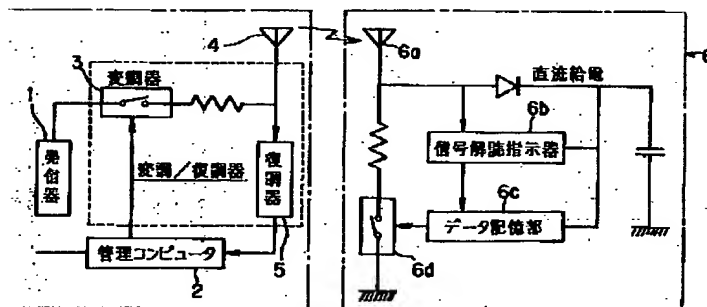 4
3
変調器
1
発信器
変調/復調器
復調器
5
管理コンピュータ
2
6a
直流給電
6
6b
信号解読指示器
6c
データ記憶部
6d